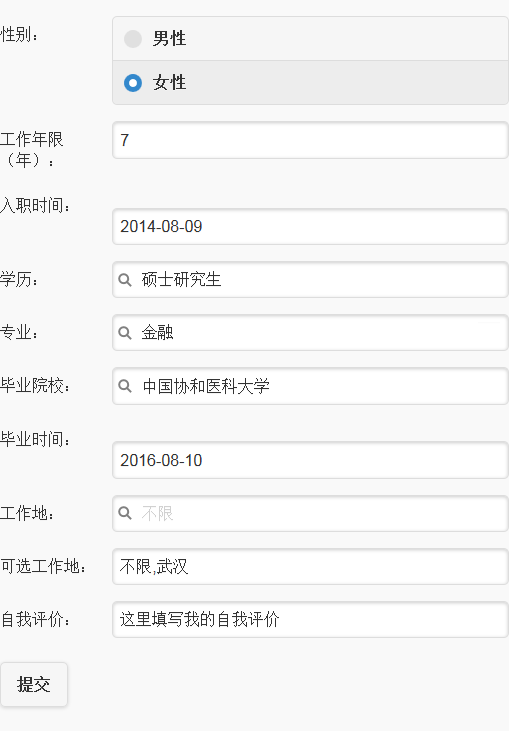 性别：
男性
女性
工作年限
（年）：
7
入职时间：
2014-08-09
学历：
硕士研究生
专业：
金融
毕业院校：
中国协和医科大学
毕业时间：
2016-08-10
工作地：
不限
可选工作地：
不限,武汉
自我评价：
这里填写我的自我评价
提交